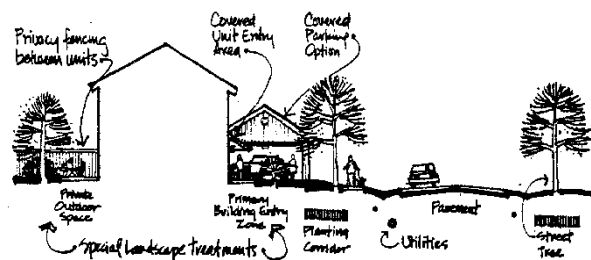 Privacy fencing
between units
Covered
Unit Entry
Area
Covered
Parking
Option
Private
Outdoor
Space
Primary
Building Entry
Zone
Planting
Corridor
Utilities
Pavement
Street
Tree
Special Landscape Treatments